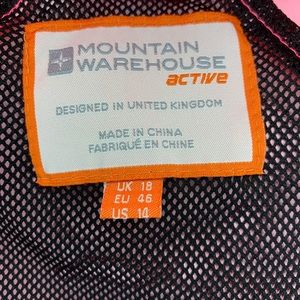 MOUNTAIN
WAREHOUSE
ACTIVE
DESIGNED IN UNITED KINGDOM
MADE IN CHINA
FABRIQUÉ EN CHINE
UK 18
EU 46
US 14